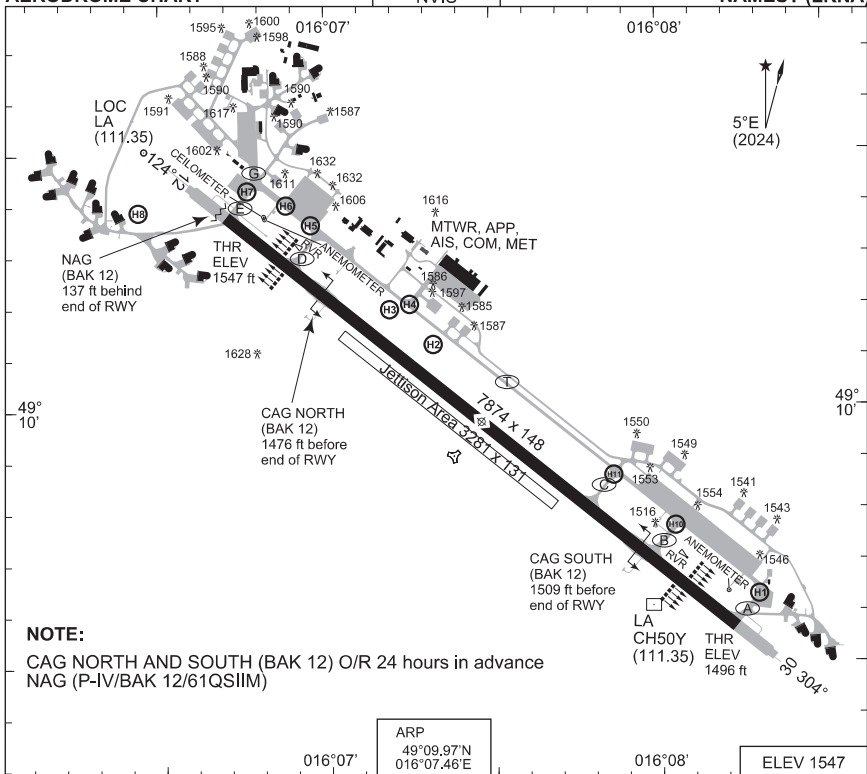 AERODROME CHART
NVIS
NAMEST (LKNA)
016°07'
016°08'
1595
1600
1598
1588
1590
1590
1591
1617
1587
1590
5°E
(2024)
LOC
LA
(111.35)
1602
124°
12
CEILOMETER
G
1611
1632
1632
1606
H7
H6
H8
E
H5
1616
MTWR, APP,
AIS, COM, MET
NAG
(BAK 12)
137 ft behind
end of RWY
THR
ELEV
1547 ft
RVR
D
ANEMOMETER
1586
1597
1585
1587
H3
H4
H2
1628
T
CAG NORTH
(BAK 12)
1476 ft before
end of RWY
Jettison Area 3281 x 131
7874 x 148
49°
10'
49°
10'
1550
1549
H11
1553
C
1554
1541
1543
1516
H10
B
RVR
ANEMOMETER
1546
H1
A
CAG SOUTH
(BAK 12)
1509 ft before
end of RWY
LA
CH50Y
(111.35)
THR
ELEV
1496 ft
30
304°
NOTE:
CAG NORTH AND SOUTH (BAK 12) O/R 24 hours in advance
NAG (P-IV/BAK 12/61QSIIM)
ARP
49°09.97'N
016°07.46'E
016°07'
016°08'
ELEV 1547